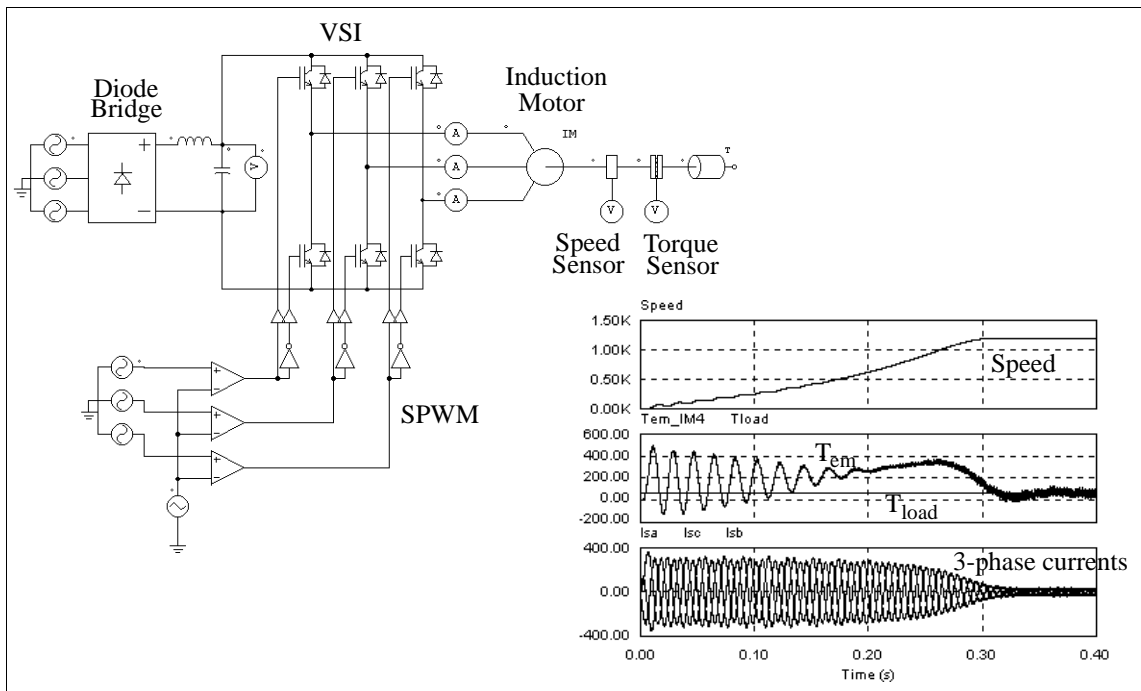 VSI
Diode
Bridge
+
−
V
A
A
A
Induction
Motor
IM
T
V
V
Speed
Sensor
Torque
Sensor
+
−
+
−
+
−
SPWM
Speed
1.50K
1.00K
0.50K
0.00K
Speed
Tem_IM4 Tload
600.00
400.00
200.00
0.00
-200.00
Tem
Tload
Isa Isc Isb
400.00
0.00
-400.00
3-phase currents
0.00 0.10 0.20 0.30 0.40
Time (s)